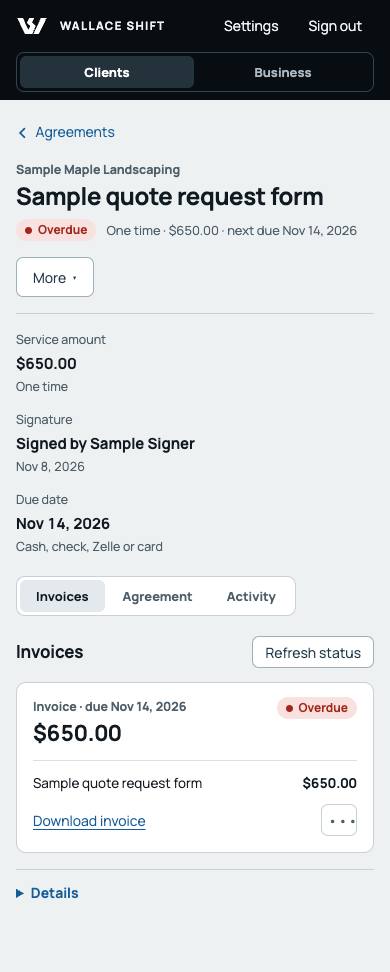 WALLACE SHIFT
Settings
Sign out
Clients
Business
Agreements
Sample Maple Landscaping
Sample quote request form
Overdue
One time · $650.00 · next due Nov 14, 2026
More
Service amount
$650.00
One time
Signature
Signed by Sample Signer
Nov 8, 2026
Due date
Nov 14, 2026
Cash, check, Zelle or card
Invoices
Agreement
Activity
Invoices
Refresh status
Invoice · due Nov 14, 2026
Overdue
$650.00
Sample quote request form
$650.00
Download invoice
Details